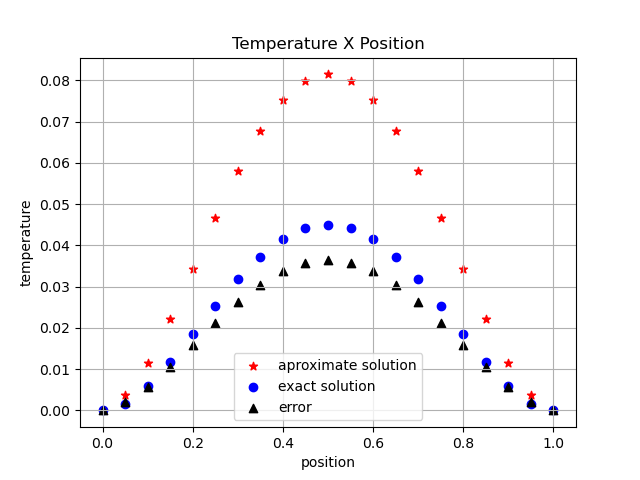 Temperature X Position
temperature
0.08
0.07
0.06
0.05
0.04
0.03
0.02
0.01
0.00
aproximate solution
exact solution
error
0.0 0.2 0.4 0.6 0.8 1.0
position